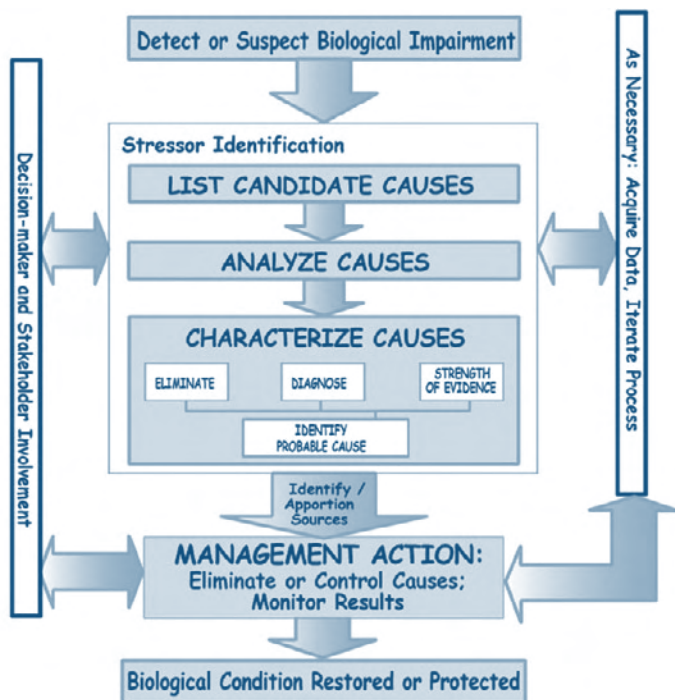 Detect or Suspect Biological Impairment
As Necessary: Acquire Data, Iterate Process
Decision-maker and Stakeholder Involvement
Stressor Identification
LIST CANDIDATE CAUSES
ANALYZE CAUSES
CHARACTERIZE CAUSES
ELIMINATE
DIAGNOSE
STRENGTH
OF EVIDENCE
IDENTIFY
PROBABLE CAUSE
Identify /
Apportion
Sources
MANAGEMENT ACTION:
Eliminate or Control Causes;
Monitor Results
Biological Condition Restored or Protected